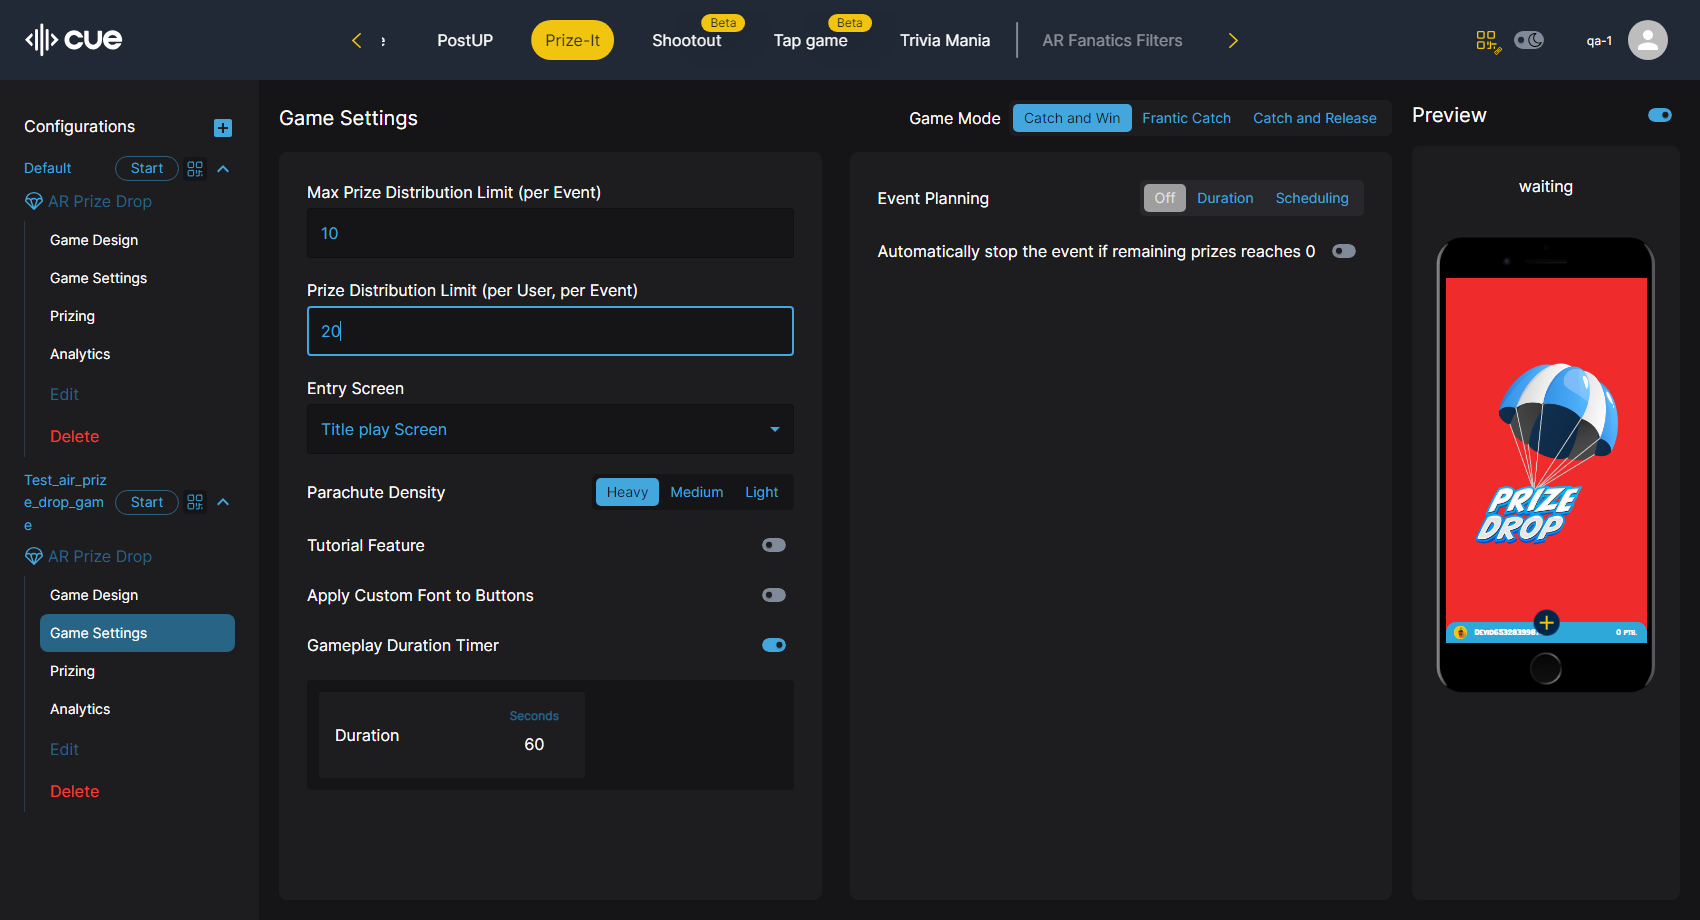 cue
PostUP
Prize-It
Beta
Shootout
Beta
Tap game
Trivia Mania
AR Fanatics Filters
qa-1
Configurations
Default
Start
AR Prize Drop
Game Design
Game Settings
Prizing
Analytics
Edit
Delete
Test_air_priz
e_drop_gam
e
Start
AR Prize Drop
Game Design
Game Settings
Prizing
Analytics
Edit
Delete
Game Settings
Game Mode
Catch and Win
Frantic Catch
Catch and Release
Max Prize Distribution Limit (per Event)
10
Prize Distribution Limit (per User, per Event)
20
Entry Screen
Title play Screen
Parachute Density
Heavy
Medium
Light
Tutorial Feature
Apply Custom Font to Buttons
Gameplay Duration Timer
Duration
Seconds
60
Event Planning
Off
Duration
Scheduling
Automatically stop the event if remaining prizes reaches 0
Preview
waiting
PRIZE
DROP
0 PTS.